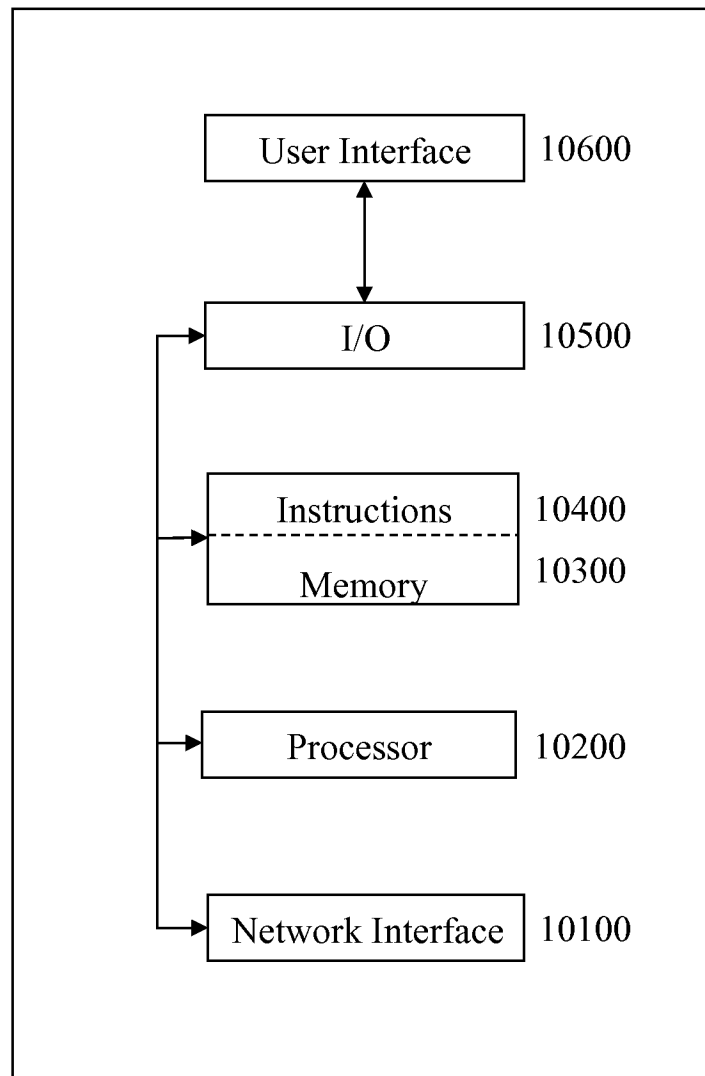 User Interface 10600
I/O 10500
Instructions 10400
Memory 10300
Processor 10200
Network Interface 10100